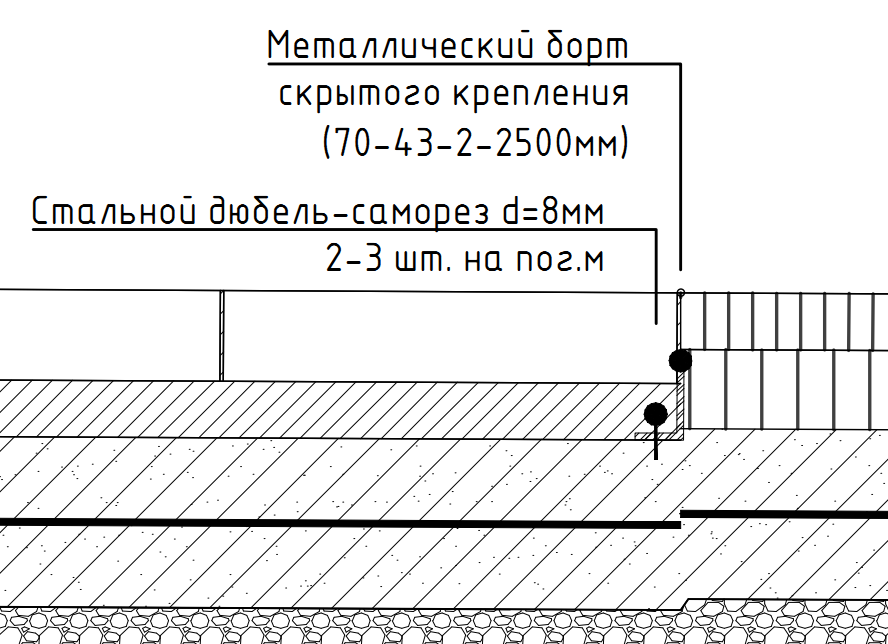 Металлический борт
скрытого крепления
(70-43-2-2500мм)
Стальной дюбель-саморез d=8мм
2-3 шт. на пог.м